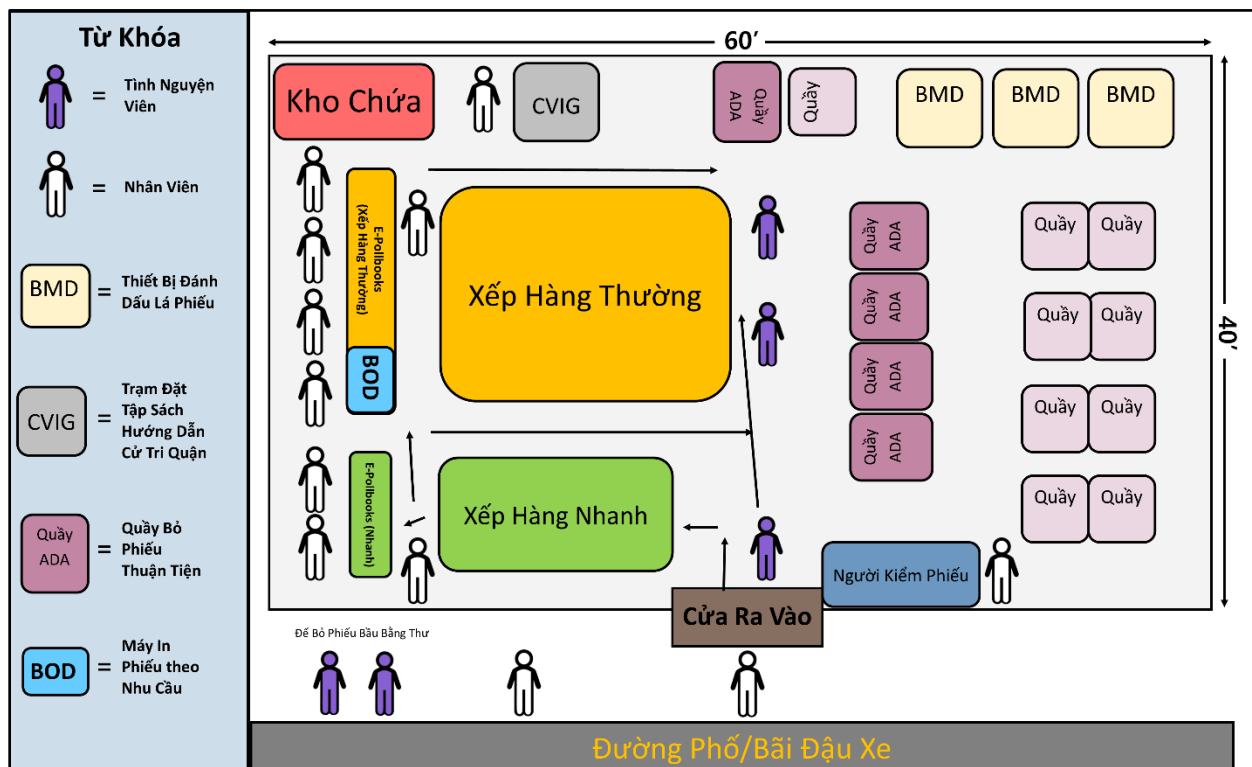 Từ Khóa
=
Tình Nguyện
Viên
=
Nhân Viên
BMD
=
Thiết Bị Đánh
Dấu Lá Phiếu
CVIG
=
Trạm Đặt
Tập Sách
Hướng Dẫn
Cử Tri Quận
Quầy
ADA
=
Quầy Bỏ
Phiếu
Thuận Tiện
BOD
=
Máy In
Phiếu theo
Nhu Cầu
60’
40’
Kho Chứa
CVIG
Quầy
ADA
Quầy
BMD
BMD
BMD
E-Pollbooks
(Xếp Hàng Thường)
BOD
Xếp Hàng Thường
Quầy
ADA
Quầy
ADA
Quầy
ADA
Quầy
ADA
Quầy
Quầy
Quầy
Quầy
Quầy
Quầy
Quầy
Quầy
E-Pollbooks (Nhanh)
Xếp Hàng Nhanh
Người Kiểm Phiếu
Cửa Ra Vào
Để Bỏ Phiếu Bầu Bằng Thư
Đường Phố/Bãi Đậu Xe